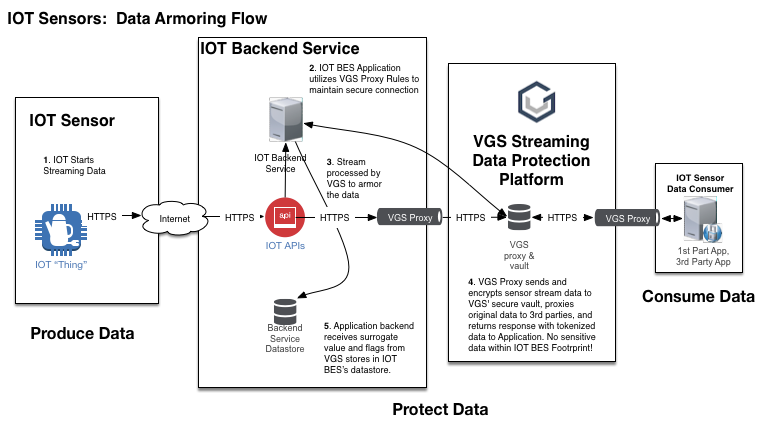 IOT Sensors:  Data Armoring Flow
IOT Sensor
1. IOT Starts
Streaming Data
HTTPS
IOT "Thing"
Produce Data
Internet
HTTPS
IOT Backend Service
2. IOT BES Application
utilizes VGS Proxy Rules to
maintain secure connection
IOT Backend
Service
3. Stream
processed by
VGS to armor
the data
api
IOT APIs
HTTPS
VGS Proxy
Backend
Service
Datastore
5. Application backend
receives surrogate
value and flags from
VGS stores in IOT
BES's datastore.
Protect Data
VGS Streaming
Data Protection
Platform
HTTPS
VGS
proxy &
vault
HTTPS
4. VGS Proxy sends and
encrypts sensor stream data to
VGS' secure vault, proxies
original data to 3rd parties, and
returns response with tokenized
data to Application. No sensitive
data within IOT BES Footrprint!
VGS Proxy
IOT Sensor
Data Consumer
1st Part App,
3rd Party App
Consume Data